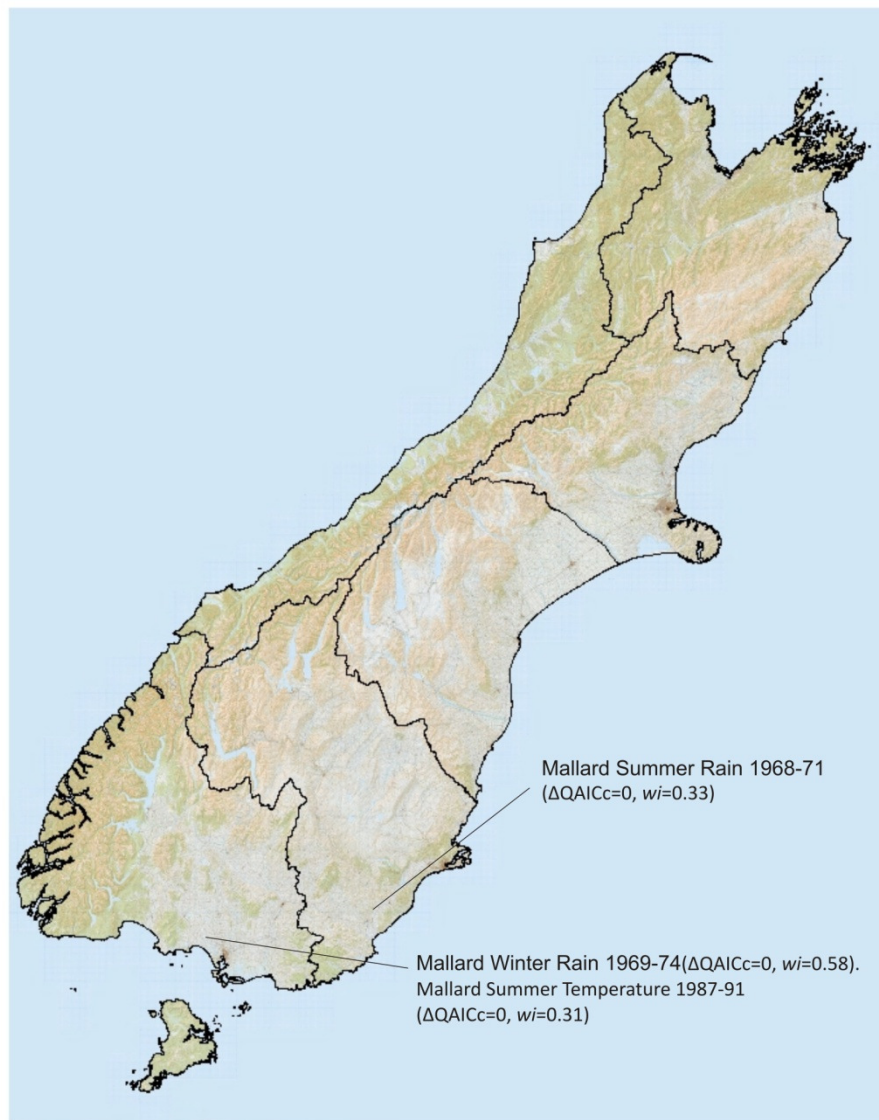 Mallard Summer Rain 1968-71
(ΔQAICc=0, wi=0.33)
Mallard Winter Rain 1969-74(ΔQAICc=0, wi=0.58).
Mallard Summer Temperature 1987-91
(ΔQAICc=0, wi=0.31)